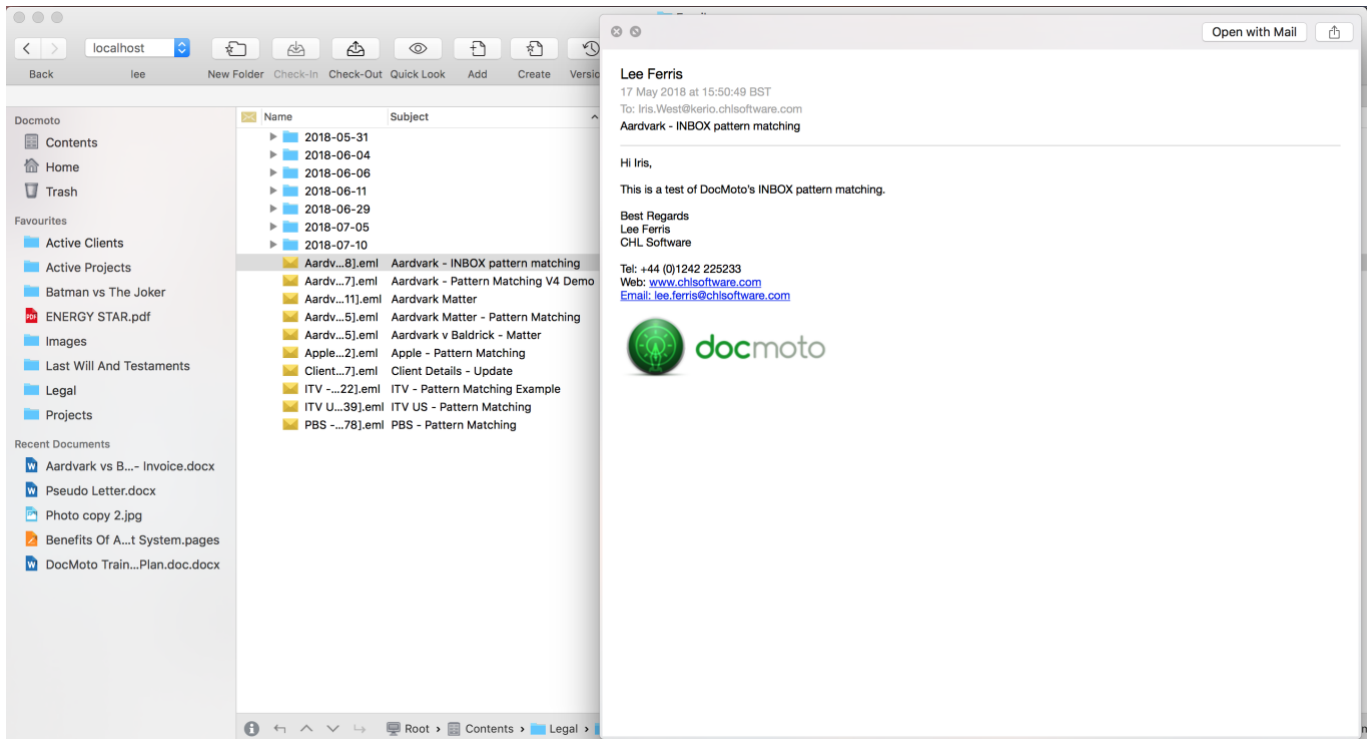 localhost
Back
lee
New Folder
Check-In
Check-Out
Quick Look
Add
Create
Versio
Docmoto
Contents
Home
Trash
Favourites
Active Clients
Active Projects
Batman vs The Joker
PDF
ENERGY STAR.pdf
Images
Last Will And Testaments
Legal
Projects
Recent Documents
W Aardvark vs B...- Invoice.docx
W Pseudo Letter.docx
Photo copy 2.jpg
Benefits Of A...t System.pages
W DocMoto Train...Plan.doc.docx
Name Subject
2018-05-31
2018-06-04
2018-06-06
2018-06-11
2018-06-29
2018-07-05
2018-07-10
Aardv...8].eml Aardvark - INBOX pattern matching
Aardv...7].eml Aardvark - Pattern Matching V4 Demo
Aardv...11].eml Aardvark Matter
Aardv...5].eml Aardvark Matter - Pattern Matching
Aardv...5].eml Aardvark v Baldrick - Matter
Apple...2].eml Apple - Pattern Matching
Client...7].eml Client Details - Update
ITV -...22].eml ITV - Pattern Matching Example
ITV U...39].eml ITV US - Pattern Matching
PBS -...78].eml PBS - Pattern Matching
Root › Contents › Legal ›
Open with Mail
Lee Ferris
17 May 2018 at 15:50:49 BST
To: Iris.West@kerio.chlsoftware.com
Aardvark - INBOX pattern matching
Hi Iris,
This is a test of DocMoto's INBOX pattern matching.
Best Regards
Lee Ferris
CHL Software
Tel: +44 (0)1242 225233
Web: www.chlsoftware.com
Email: lee.ferris@chlsoftware.com
docmoto